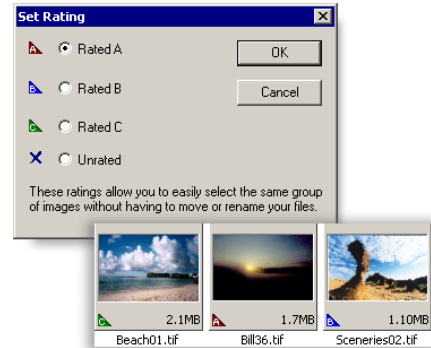 Set Rating
A Rated A
OK
B Rated B
Cancel
C Rated C
Unrated
These ratings allow you to easily select the same group
of images without having to move or rename your files.
C 2.1MB
A 1.7MB
B 1.10MB
Beach01.tif
Bill36.tif
Sceneries02.tif